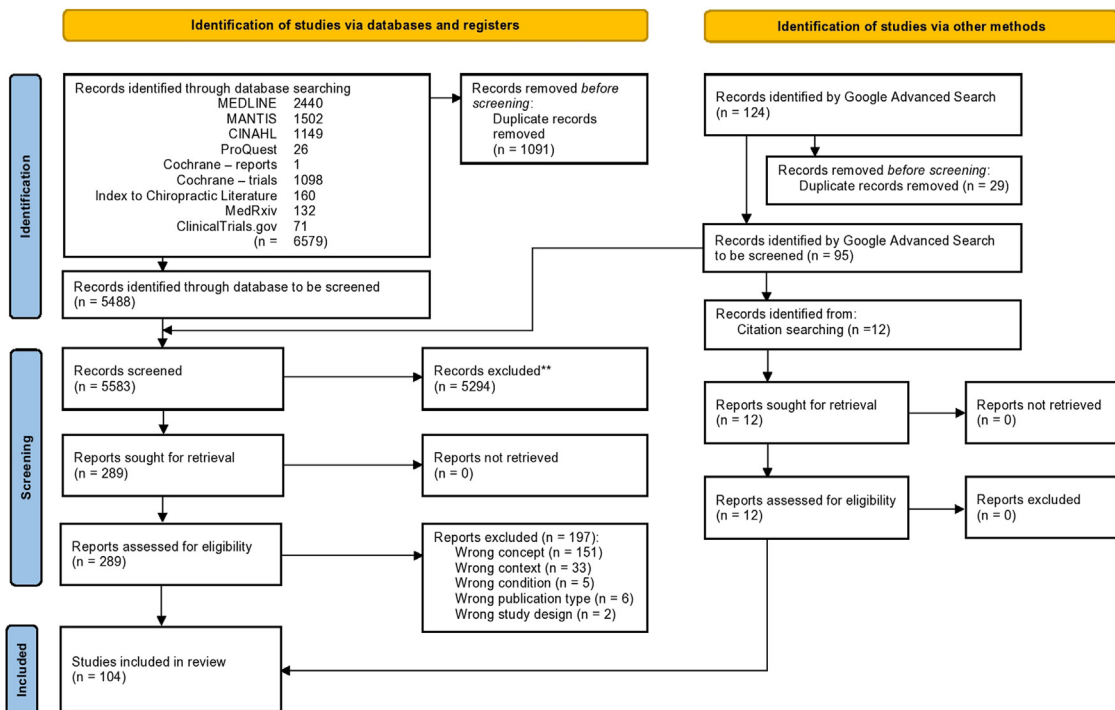 Identification of studies via databases and registers
Identification of studies via other methods
Identification
Records identified through database searching
MEDLINE 2440
MANTIS 1502
CINAHL 1149
ProQuest 26
Cochrane – reports 1
Cochrane – trials 1098
Index to Chiropractic Literature 160
MedRxiv 132
ClinicalTrials.gov 71
(n = 6579)
Records removed before
screening:
Duplicate records
removed
(n = 1091)
Records identified by Google Advanced Search
(n = 124)
Records removed before screening:
Duplicate records removed (n = 29)
Records identified through database to be screened
(n = 5488)
Records identified by Google Advanced Search
to be screened (n = 95)
Records identified from:
Citation searching (n =12)
Screening
Records screened
(n = 5583)
Records excluded**
(n = 5294)
Reports sought for retrieval
(n = 289)
Reports not retrieved
(n = 0)
Reports sought for retrieval
(n = 12)
Reports not retrieved
(n = 0)
Reports assessed for eligibility
(n = 289)
Reports excluded (n = 197):
Wrong concept (n = 151)
Wrong context (n = 33)
Wrong condition (n = 5)
Wrong publication type (n = 6)
Wrong study design (n = 2)
Reports assessed for eligibility
(n = 12)
Reports excluded
(n = 0)
Included
Studies included in review
(n = 104)